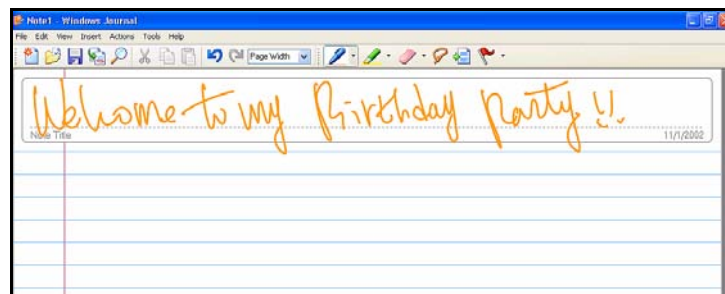 Note1 - Windows Journal
File Edit View Insert Actions Tools Help
Page Width
Welcome to my Birthday Party!!
Note Title 11/1/2002